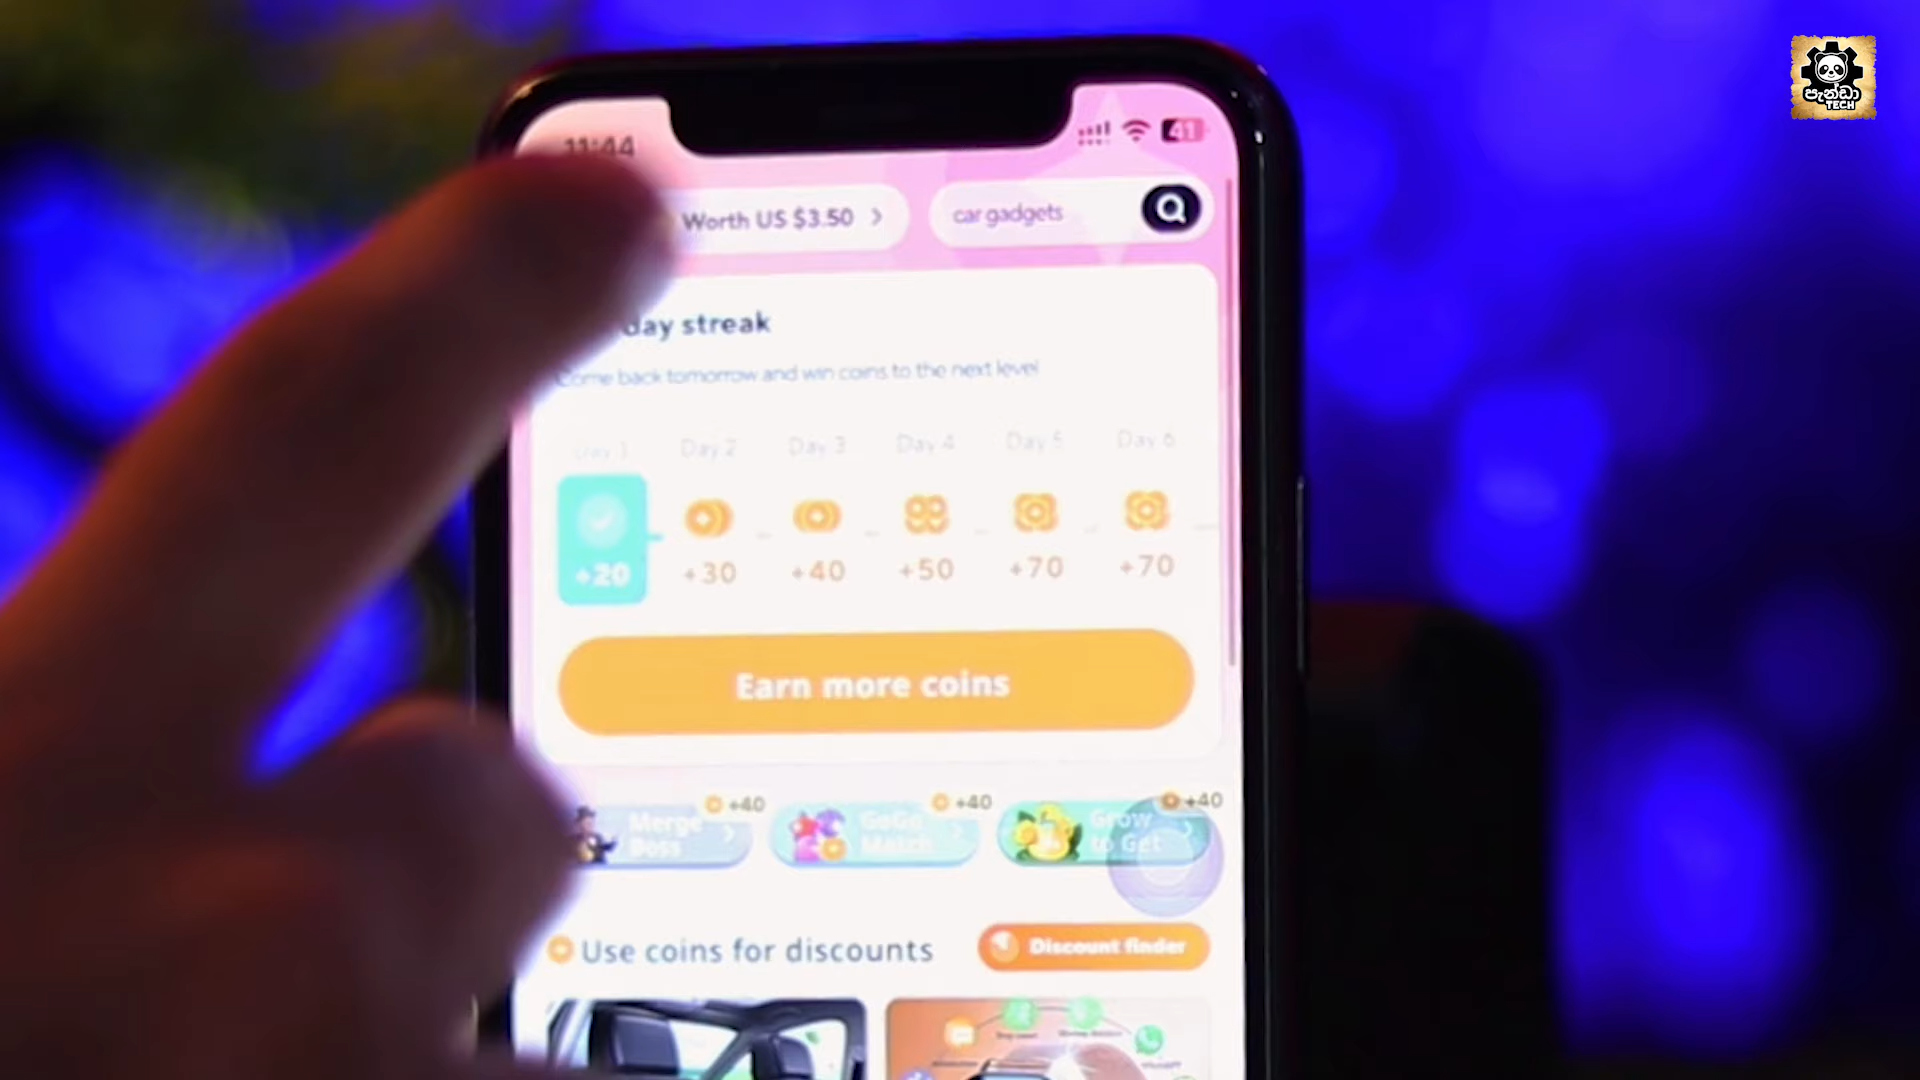 පැන්ඩා
TECH
11:44
41
Worth US $3.50 >
car gadgets
day streak
Come back tomorrow and win coins to the next level
Day 1 Day 2 Day 3 Day 4 Day 5 Day 6
+20 +30 +40 +50 +70 +70
Earn more coins
+40 +40 +40
Merge Boss
GoGo Match
Grow to Get
Use coins for discounts
Discount finder